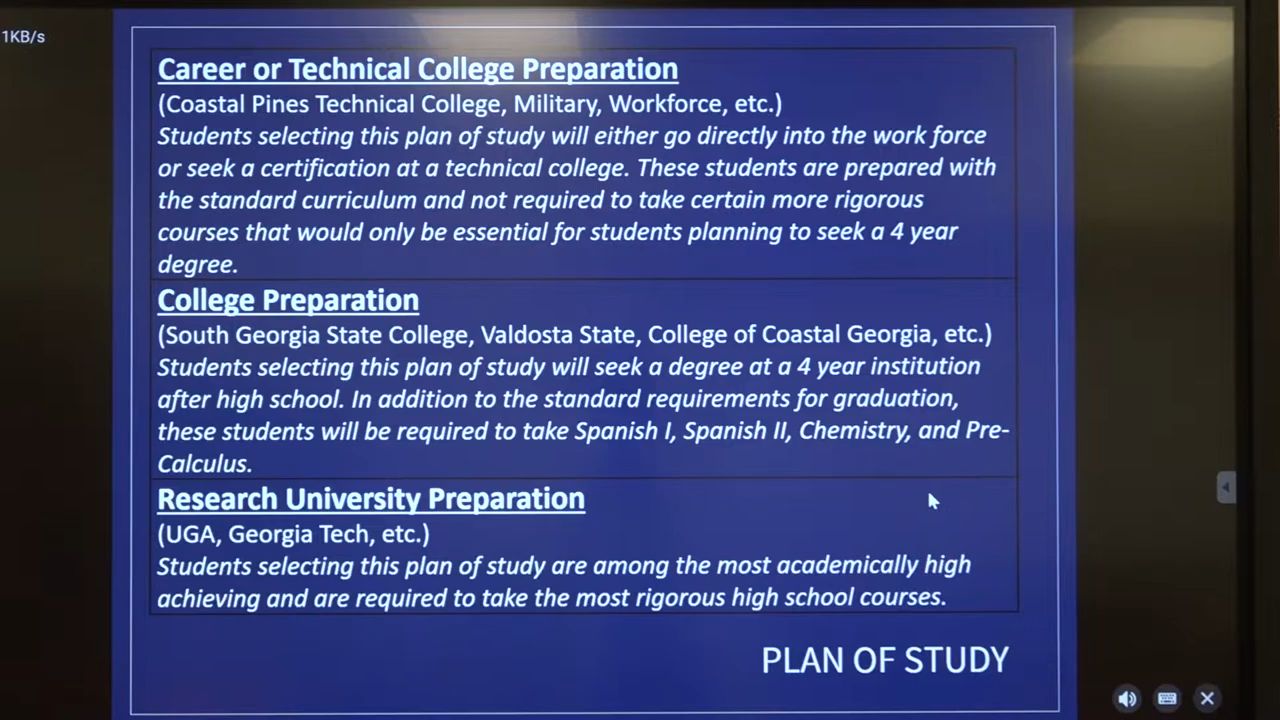 1KB/s
Career or Technical College Preparation
(Coastal Pines Technical College, Military, Workforce, etc.)
Students selecting this plan of study will either go directly into the work force
or seek a certification at a technical college. These students are prepared with
the standard curriculum and not required to take certain more rigorous
courses that would only be essential for students planning to seek a 4 year
degree.
College Preparation
(South Georgia State College, Valdosta State, College of Coastal Georgia, etc.)
Students selecting this plan of study will seek a degree at a 4 year institution
after high school. In addition to the standard requirements for graduation,
these students will be required to take Spanish I, Spanish II, Chemistry, and Pre-
Calculus.
Research University Preparation
(UGA, Georgia Tech, etc.)
Students selecting this plan of study are among the most academically high
achieving and are required to take the most rigorous high school courses.
PLAN OF STUDY